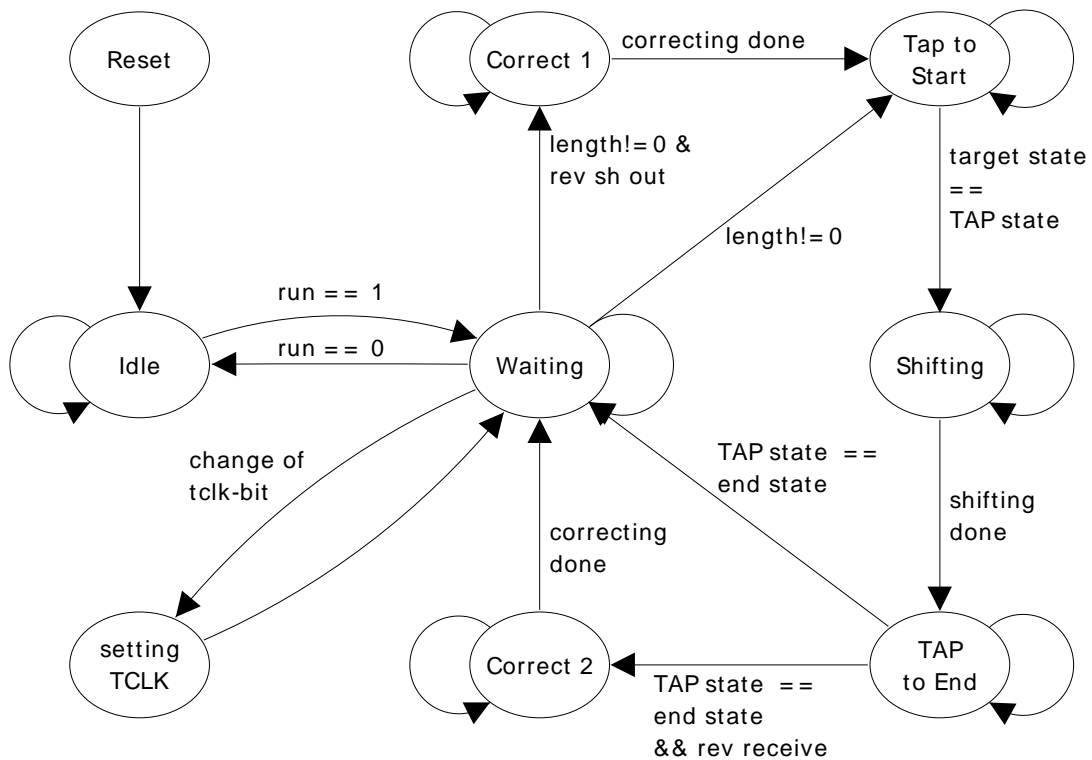 Reset
Correct 1
correcting done
Tap to
Start
length!=0 &
rev sh out
target state
==
TAP state
length!=0
run == 1
run == 0
Idle
Waiting
Shifting
change of
tclk-bit
TAP state ==
end state
shifting
done
correcting
done
setting
TCLK
Correct 2
TAP
to End
TAP state ==
end state
&& rev receive